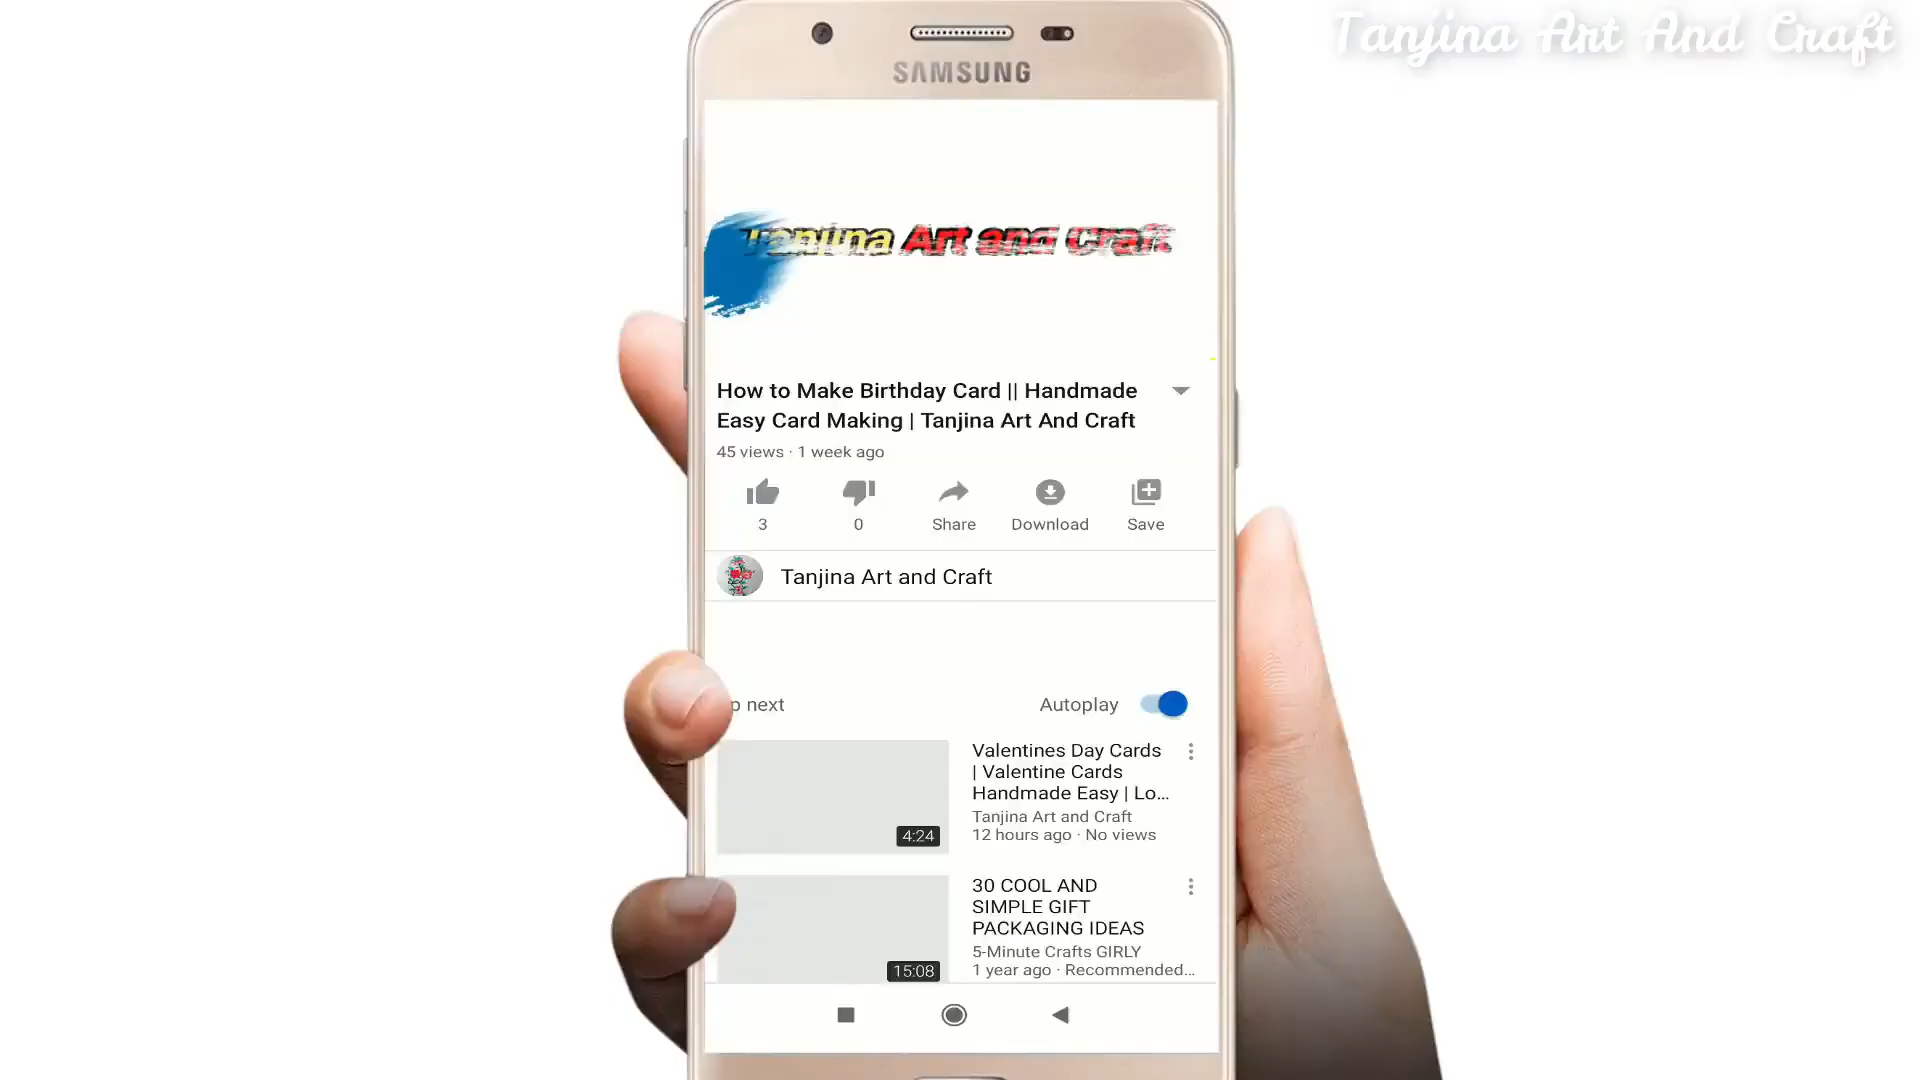 Tanjina Art And Craft
SAMSUNG
Tanjina Art and Craft
How to Make Birthday Card || Handmade
Easy Card Making | Tanjina Art And Craft
45 views · 1 week ago
3
0
Share
Download
Save
Tanjina Art and Craft
p next
Autoplay
Valentines Day Cards
| Valentine Cards
Handmade Easy | Lo...
Tanjina Art and Craft
12 hours ago · No views
4:24
30 COOL AND
SIMPLE GIFT
PACKAGING IDEAS
5-Minute Crafts GIRLY
1 year ago · Recommended...
15:08